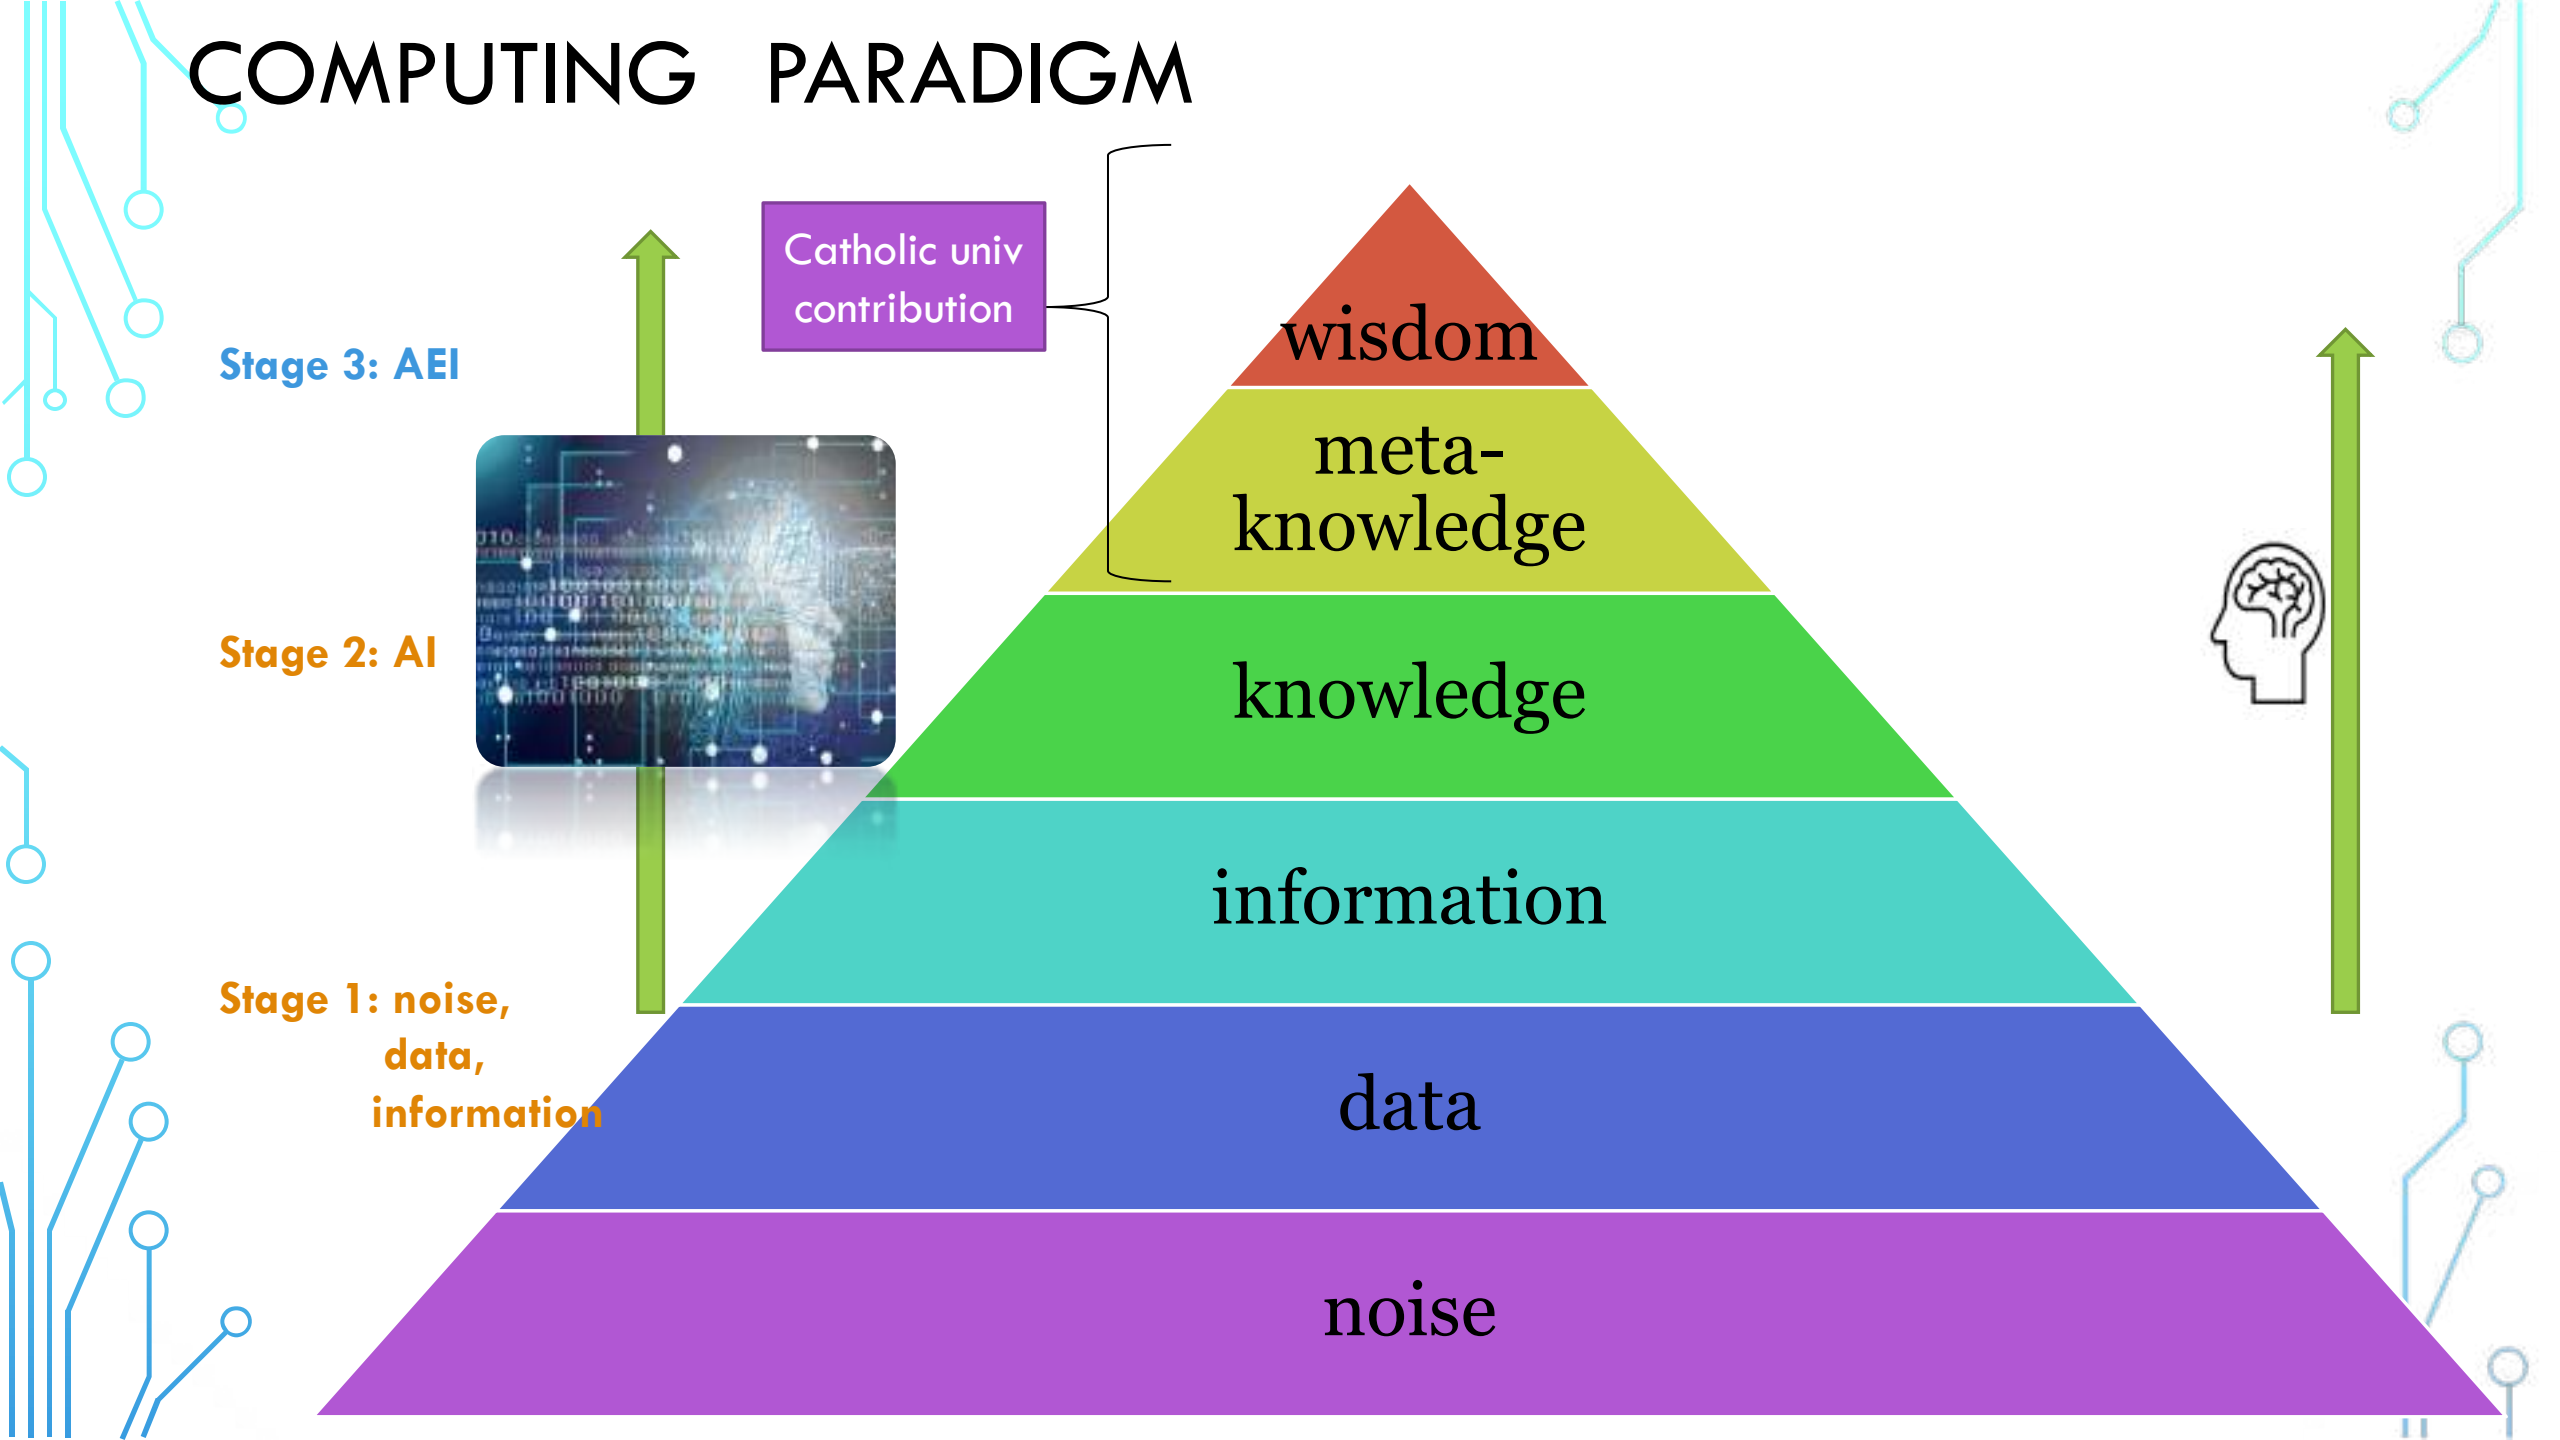 COMPUTING PARADIGM
Catholic univ
contribution
Stage 3: AEI
Stage 2: AI
Stage 1: noise,
data,
information
wisdom
meta-
knowledge
knowledge
information
data
noise